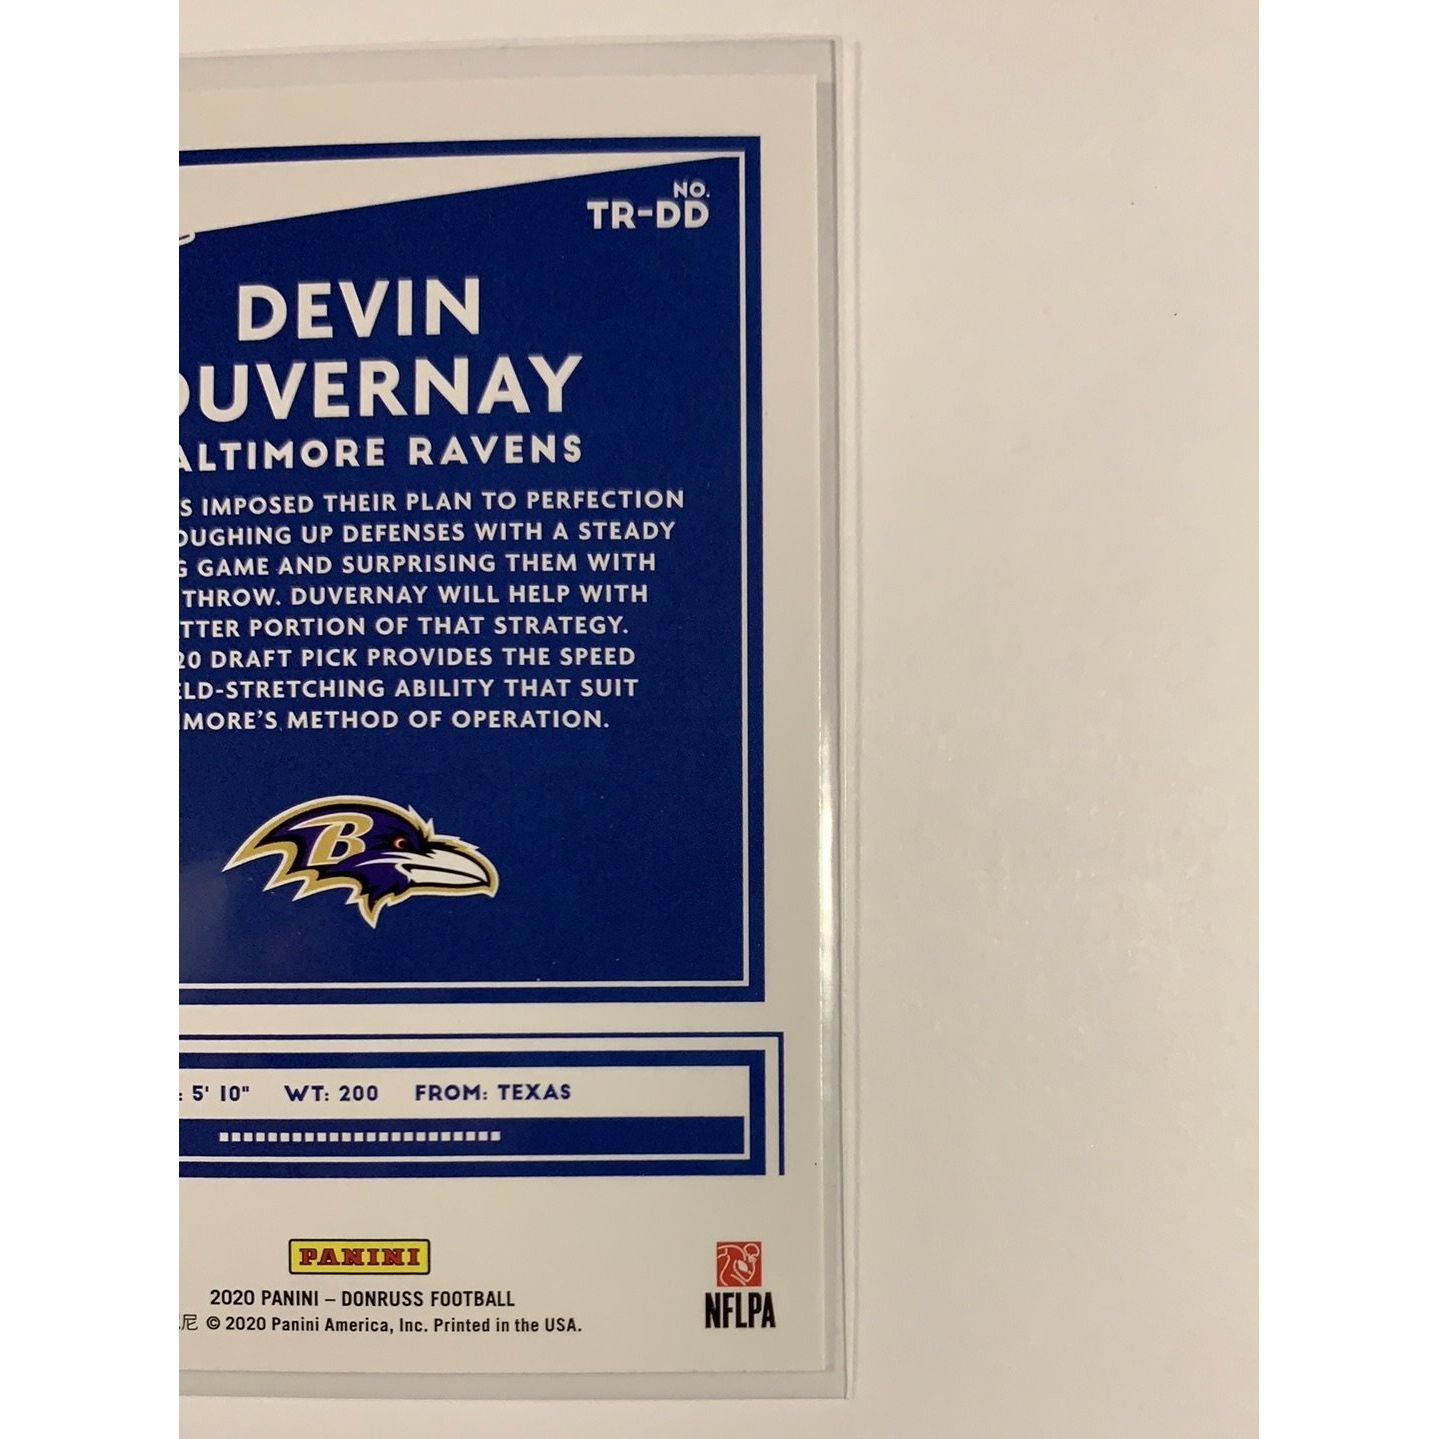 NO.
TR-DD
DEVIN
DUVERNAY
BALTIMORE RAVENS
S IMPOSED THEIR PLAN TO PERFECTION
OUGHING UP DEFENSES WITH A STEADY
G GAME AND SURPRISING THEM WITH
THROW. DUVERNAY WILL HELP WITH
TTER PORTION OF THAT STRATEGY.
20 DRAFT PICK PROVIDES THE SPEED
ELD-STRETCHING ABILITY THAT SUIT
IMORE'S METHOD OF OPERATION.
B
: 5' 10" WT: 200 FROM: TEXAS
PANINI
2020 PANINI – DONRUSS FOOTBALL
尼 © 2020 Panini America, Inc. Printed in the USA.
NFLPA